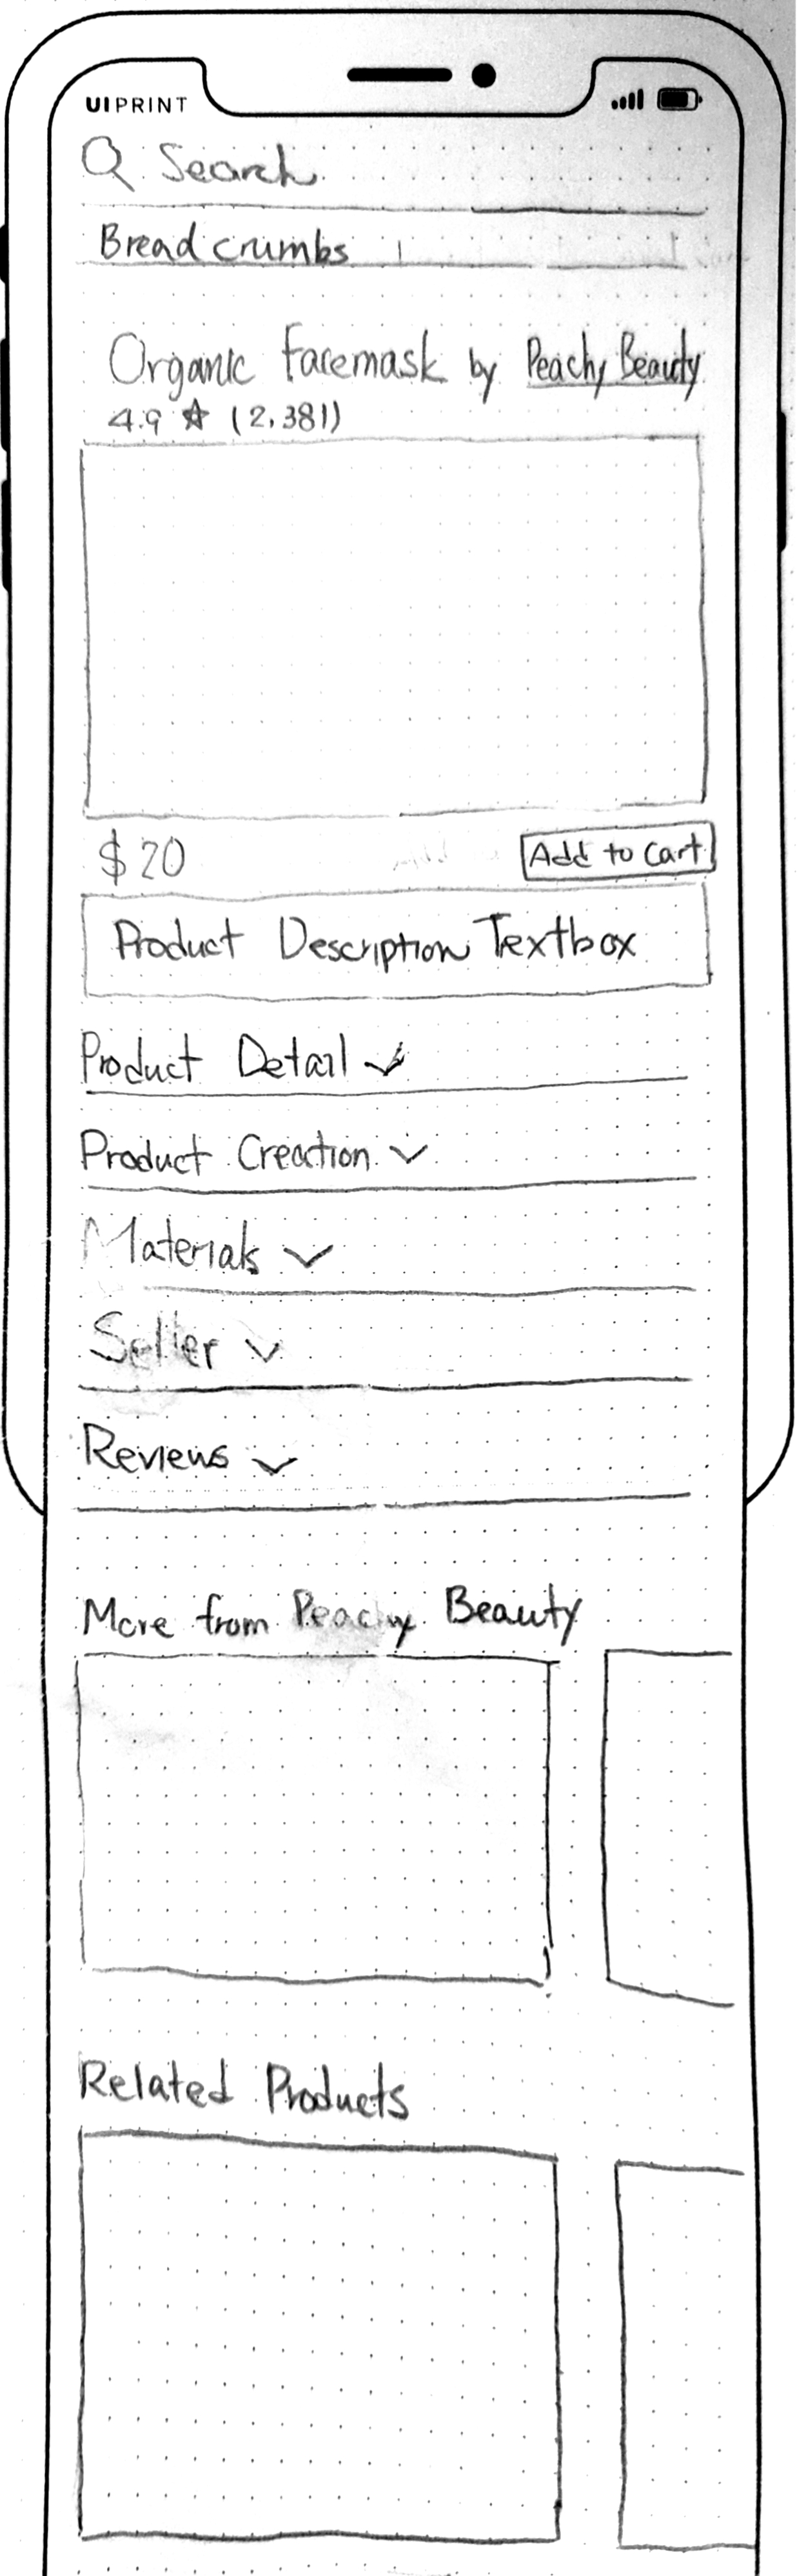 UIPRINT
Search
Breadcrumbs
Organic Facemask by Peachy Beauty
4.9 ☆ (2,381)
$20 Add to Cart
Product Description Textbox
Product Detail
Product Creation
Materials
Seller
Reviews
More from Peachy Beauty
Related Products